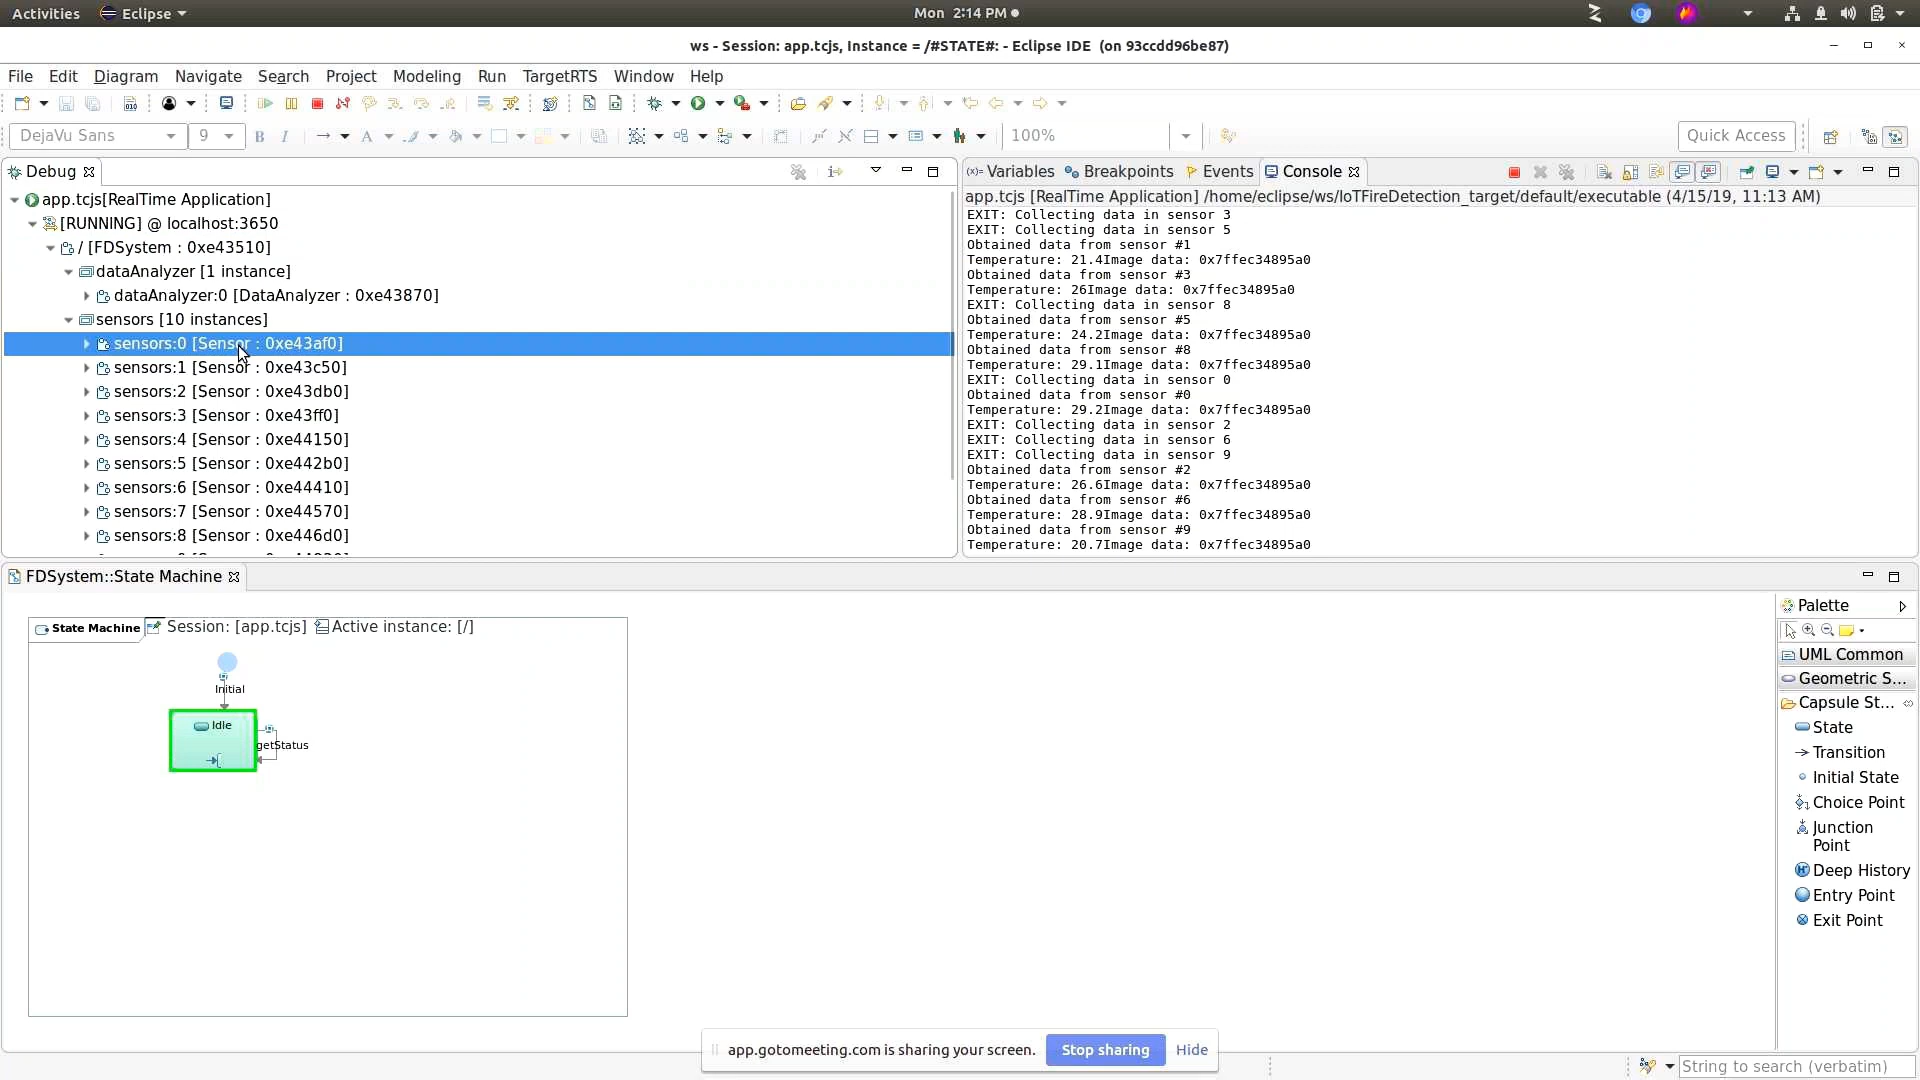 Activities Eclipse Mon 2:14 PM
ws - Session: app.tcjs, Instance = /#STATE#: - Eclipse IDE (on 93ccdd96be87)
File Edit Diagram Navigate Search Project Modeling Run TargetRTS Window Help
DejaVu Sans 9 B I A 100% Quick Access
Debug
app.tcjs[RealTime Application]
[RUNNING] @ localhost:3650
/ [FDSystem : 0xe43510]
dataAnalyzer [1 instance]
dataAnalyzer:0 [DataAnalyzer : 0xe43870]
sensors [10 instances]
sensors:0 [Sensor : 0xe43af0]
sensors:1 [Sensor : 0xe43c50]
sensors:2 [Sensor : 0xe43db0]
sensors:3 [Sensor : 0xe43ff0]
sensors:4 [Sensor : 0xe44150]
sensors:5 [Sensor : 0xe442b0]
sensors:6 [Sensor : 0xe44410]
sensors:7 [Sensor : 0xe44570]
sensors:8 [Sensor : 0xe446d0]
(x)= Variables Breakpoints Events Console
app.tcjs [RealTime Application] /home/eclipse/ws/IoTFireDetection_target/default/executable (4/15/19, 11:13 AM)
EXIT: Collecting data in sensor 3
EXIT: Collecting data in sensor 5
Obtained data from sensor #1
Temperature: 21.4Image data: 0x7ffec34895a0
Obtained data from sensor #3
Temperature: 26Image data: 0x7ffec34895a0
EXIT: Collecting data in sensor 8
Obtained data from sensor #5
Temperature: 24.2Image data: 0x7ffec34895a0
Obtained data from sensor #8
Temperature: 29.1Image data: 0x7ffec34895a0
EXIT: Collecting data in sensor 0
Obtained data from sensor #0
Temperature: 29.2Image data: 0x7ffec34895a0
EXIT: Collecting data in sensor 2
EXIT: Collecting data in sensor 6
EXIT: Collecting data in sensor 9
Obtained data from sensor #2
Temperature: 26.6Image data: 0x7ffec34895a0
Obtained data from sensor #6
Temperature: 28.9Image data: 0x7ffec34895a0
Obtained data from sensor #9
Temperature: 20.7Image data: 0x7ffec34895a0
FDSystem::State Machine
State Machine Session: [app.tcjs] Active instance: [/]
Initial
Idle
getStatus
Palette
UML Common
Geometric S...
Capsule St...
State
Transition
Initial State
Choice Point
Junction
Point
Deep History
Entry Point
Exit Point
app.gotomeeting.com is sharing your screen. Stop sharing Hide
String to search (verbatim)